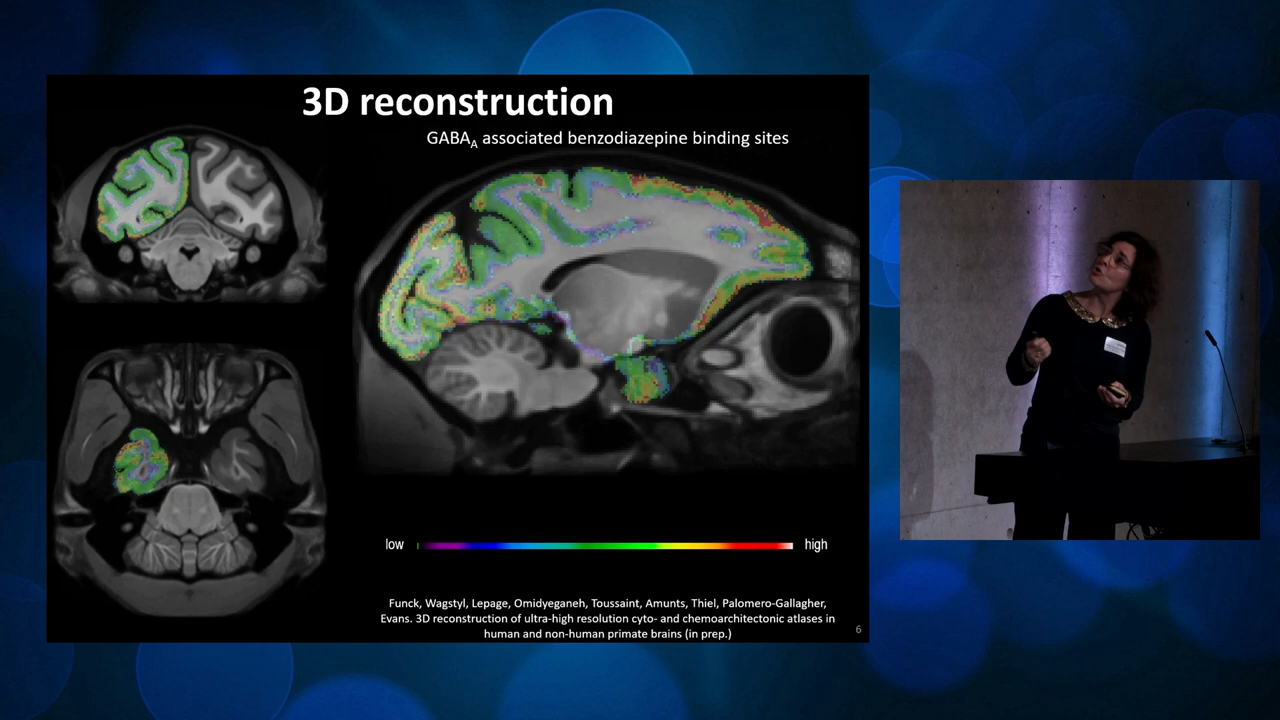 3D reconstruction
GABAA associated benzodiazepine binding sites
low
high
Funck, Wagstyl, Lepage, Omidyeganeh, Toussaint, Amunts, Thiel, Palomero-Gallagher,
Evans. 3D reconstruction of ultra-high resolution cyto- and chemoarchitectonic atlases in
human and non-human primate brains (in prep.)
6